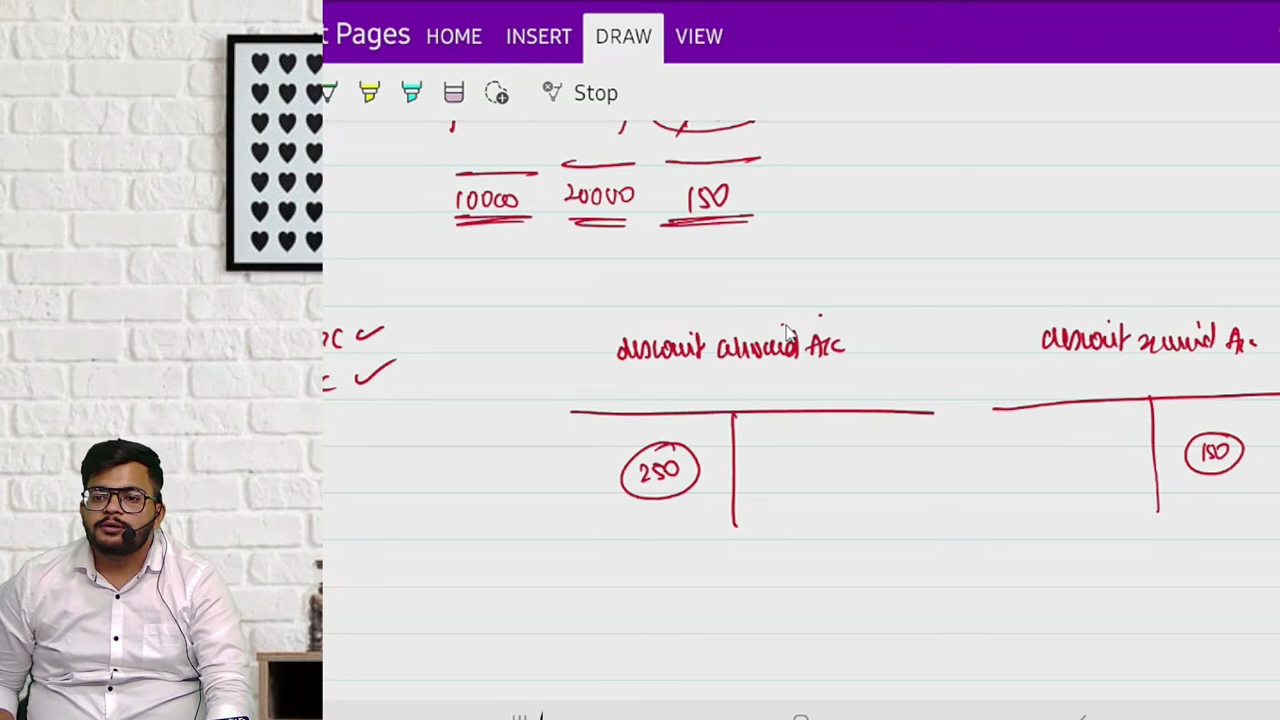 t Pages HOME INSERT DRAW VIEW
Stop
10000 20000 150
discount allowed A/c
discount received A/c
250
150